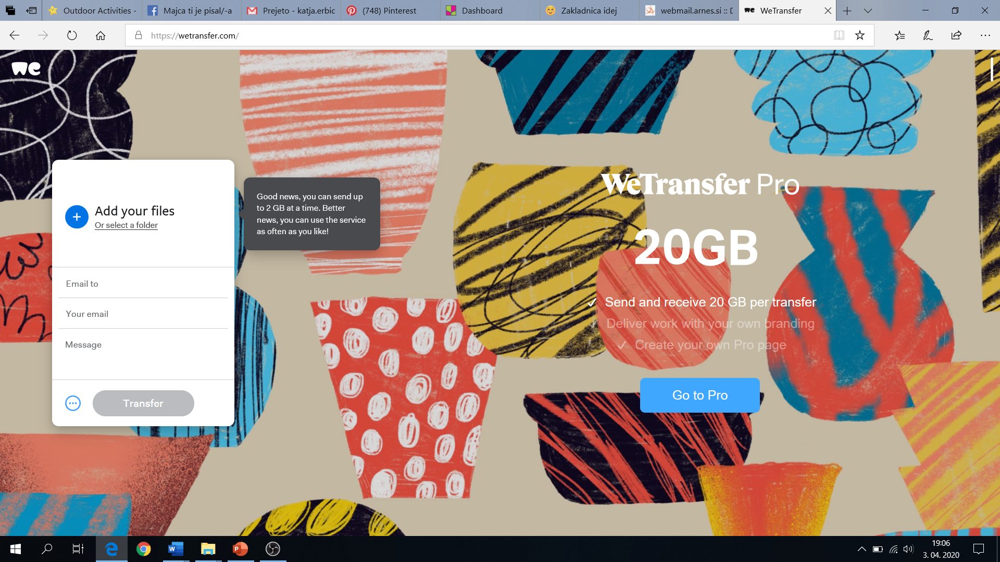 Outdoor Activities -
Majca ti je pisal/-a
Prejeto - katja.erbic
(748) Pinterest
Dashboard
Zakladnica idej
webmail.arnes.si ::
WeTransfer
https://wetransfer.com/
we
Add your files
Or select a folder
Email to
Your email
Message
Transfer
Good news, you can send up
to 2 GB at a time. Better
news, you can use the service
as often as you like!
WeTransfer Pro
20GB
Send and receive 20 GB per transfer
Deliver work with your own branding
Create your own Pro page
Go to Pro
19:06
3. 04. 2020